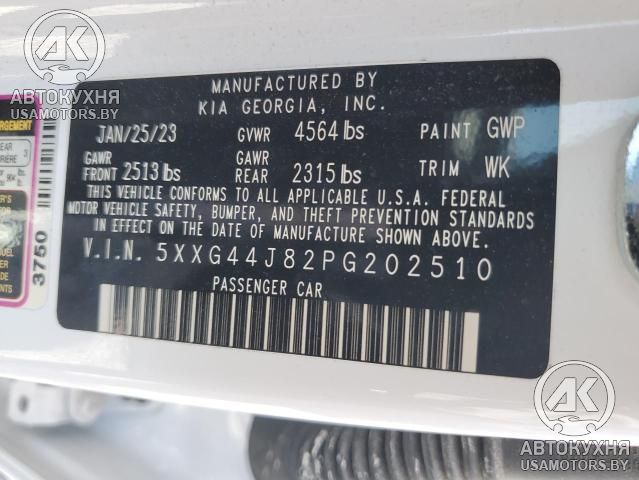 АВТОКУХНЯ
USAMOTORS.BY
MANUFACTURED BY
KIA GEORGIA, INC.
JAN/25/23 GVWR 4564 lbs PAINT GWP
GAWR FRONT 2513 lbs GAWR REAR 2315 lbs TRIM WK
THIS VEHICLE CONFORMS TO ALL APPLICABLE U.S.A. FEDERAL
MOTOR VEHICLE SAFETY, BUMPER, AND THEFT PREVENTION STANDARDS
IN EFFECT ON THE DATE OF MANUFACTURE SHOWN ABOVE.
V.I.N. 5XXG44J82PG202510
PASSENGER CAR
3750
AK
АВТОКУХНЯ
USAMOTORS.BY